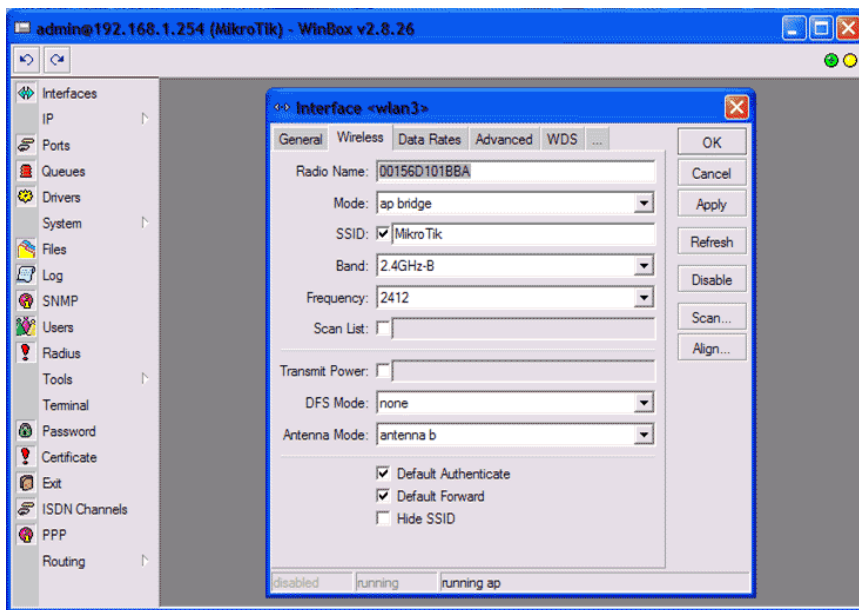 admin@192.168.1.254 (MikroTik) - WinBox v2.8.26
Interfaces
IP
Ports
Queues
Drivers
System
Files
Log
SNMP
Users
Radius
Tools
Terminal
Password
Certificate
Exit
ISDN Channels
PPP
Routing
Interface <wlan3>
General Wireless Data Rates Advanced WDS ...
Radio Name: 00156D101BBA
Mode: ap bridge
SSID: MikroTik
Band: 2.4GHz-B
Frequency: 2412
Scan List:
Transmit Power:
DFS Mode: none
Antenna Mode: antenna b
Default Authenticate
Default Forward
Hide SSID
OK
Cancel
Apply
Refresh
Disable
Scan...
Align...
disabled running running ap